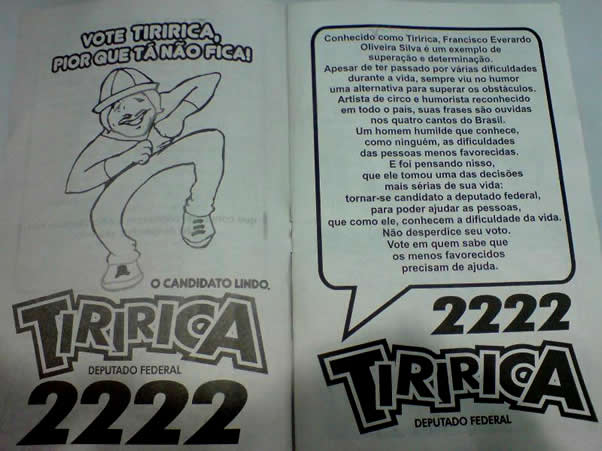 VOTE TIRIRICA,
PIOR QUE TÁ NÃO FICA!
O CANDIDATO LINDO.
TIRIRICA
DEPUTADO FEDERAL
2222
Conhecido como Tiririca, Francisco Everardo
Oliveira Silva é um exemplo de
superação e determinação.
Apesar de ter passado por várias dificuldades
durante a vida, sempre viu no humor
uma alternativa para superar os obstáculos.
Artista de circo e humorista reconhecido
em todo o país, suas frases são ouvidas
nos quatro cantos do Brasil.
Um homem humilde que conhece,
como ninguém, as dificuldades
das pessoas menos favorecidas.
E foi pensando nisso,
que ele tomou uma das decisões
mais sérias de sua vida:
tornar-se candidato a deputado federal,
para poder ajudar as pessoas,
que como ele, conhecem a dificuldade da vida.
Não desperdice seu voto.
Vote em quem sabe que
os menos favorecidos
precisam de ajuda.
2222
TIRIRICA
DEPUTADO FEDERAL